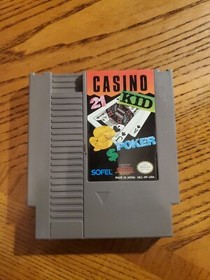 CASINO
21
KID
$
POKER
SOFEL
MADE IN JAPAN